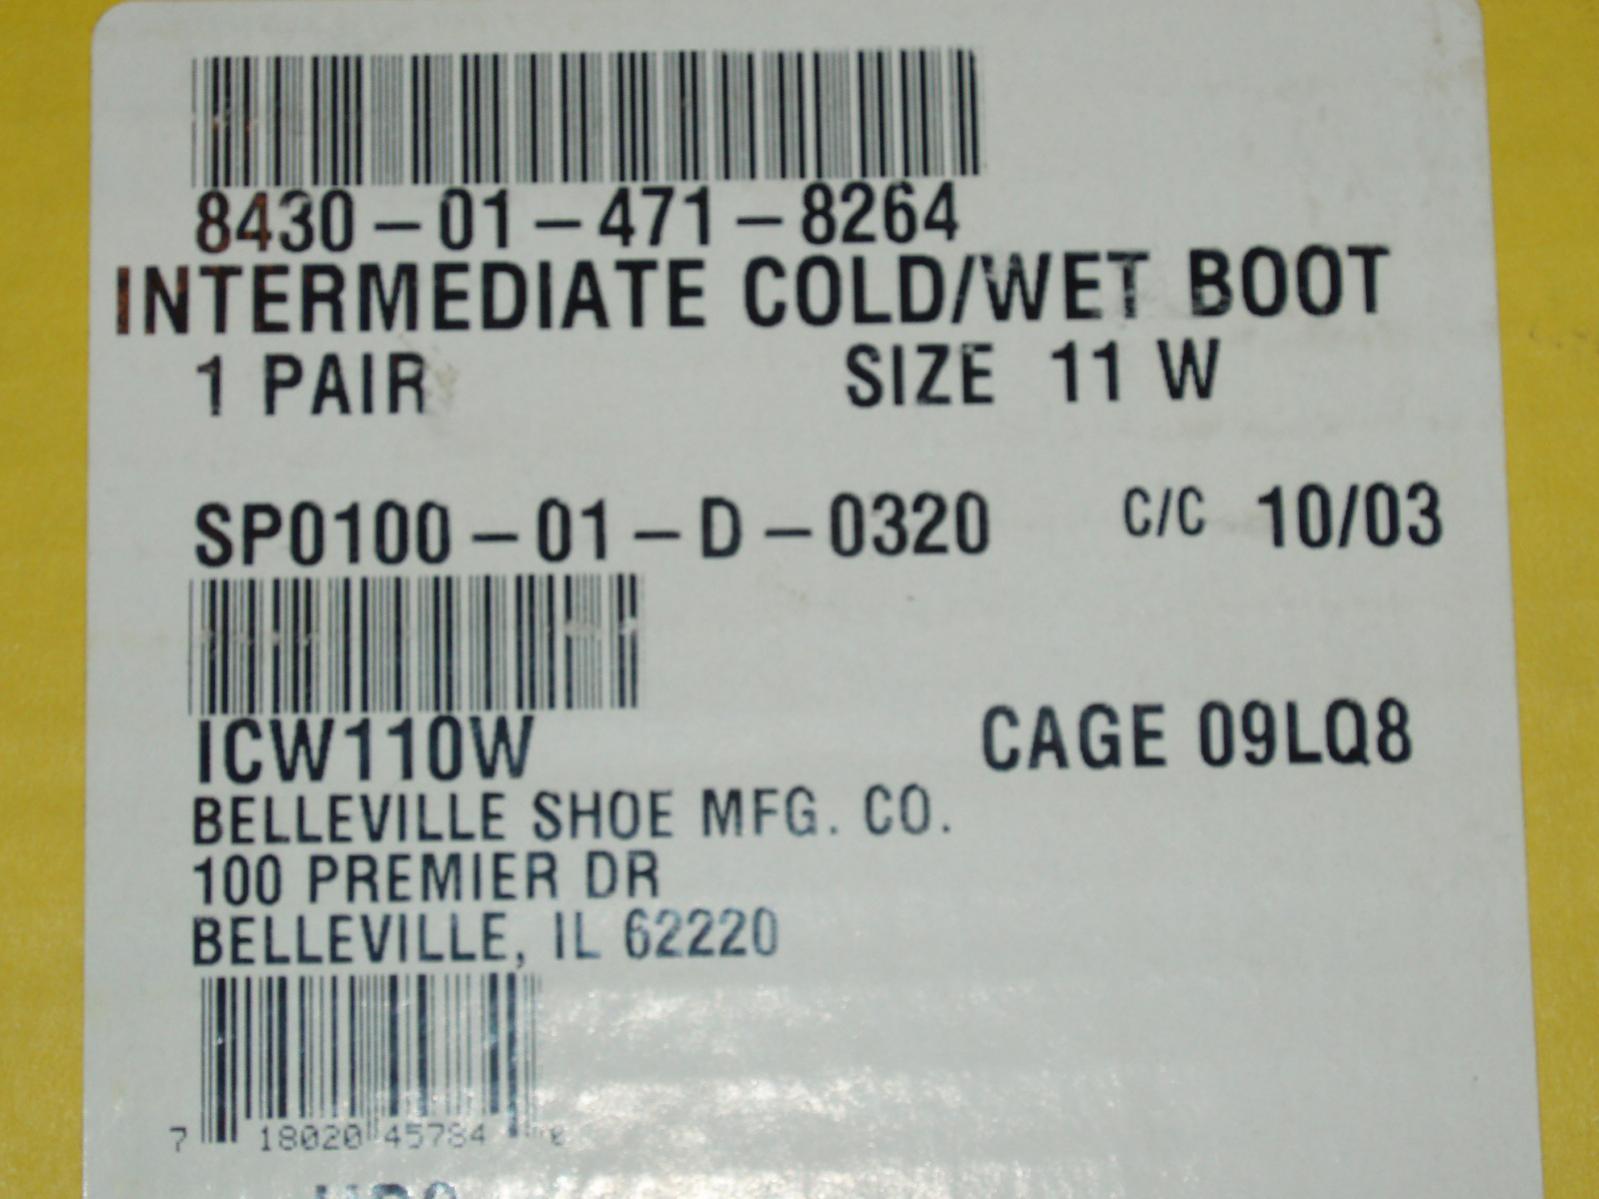 8430-01-471-8264
INTERMEDIATE COLD/WET BOOT
1 PAIR SIZE 11 W
SP0100-01-D-0320 C/C 10/03
ICW110W CAGE 09LQ8
BELLEVILLE SHOE MFG. CO.
100 PREMIER DR
BELLEVILLE, IL 62220
7 18020 45784